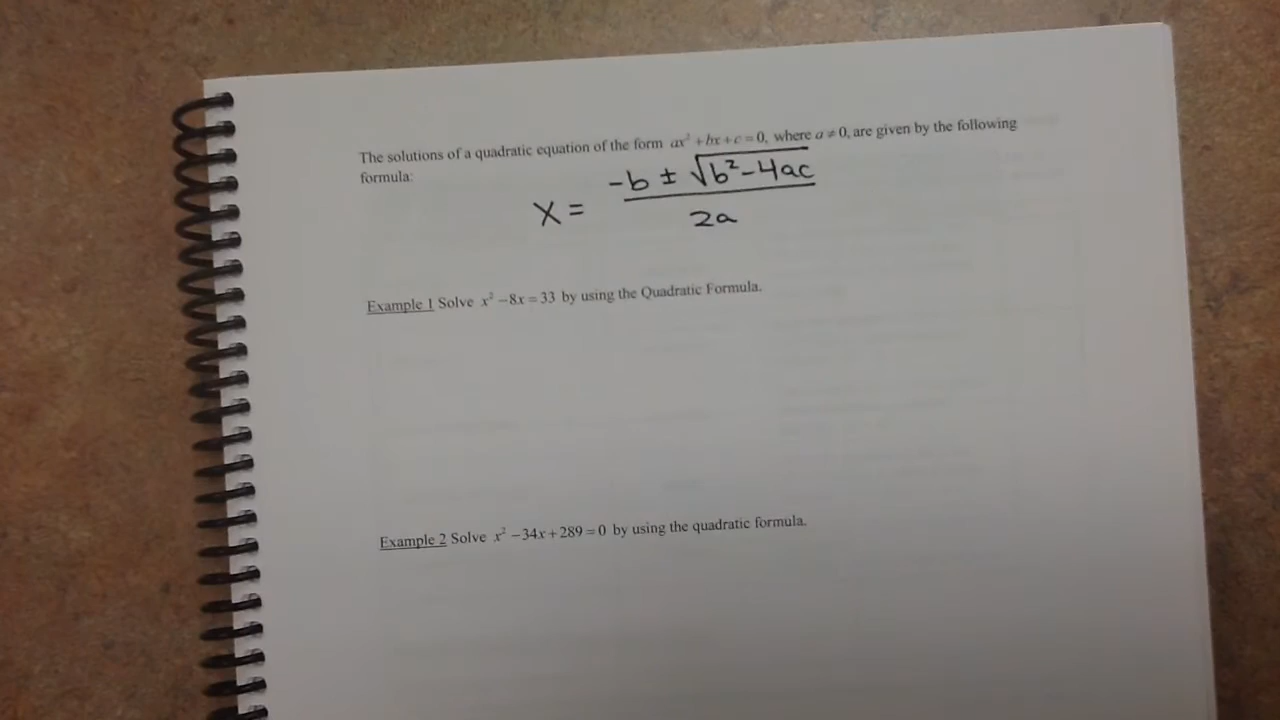 The solutions of a quadratic equation of the form ax² + bx + c = 0, where a ≠ 0, are given by the following
formula:
x = (-b ± √(b² - 4ac)) / 2a
Example 1 Solve x² − 8x = 33 by using the Quadratic Formula.
Example 2 Solve x² − 34x + 289 = 0 by using the quadratic formula.